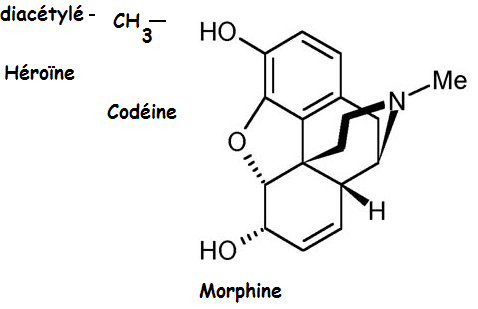 diacétylé - CH3—
HO
Héroïne
N Me
Codéine
O
H
HO
Morphine